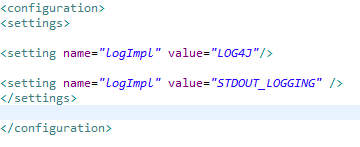 <configuration>
<settings>
<setting name="logImpl" value="LOG4J"/>
<setting name="logImpl" value="STDOUT_LOGGING" />
</settings>
</configuration>